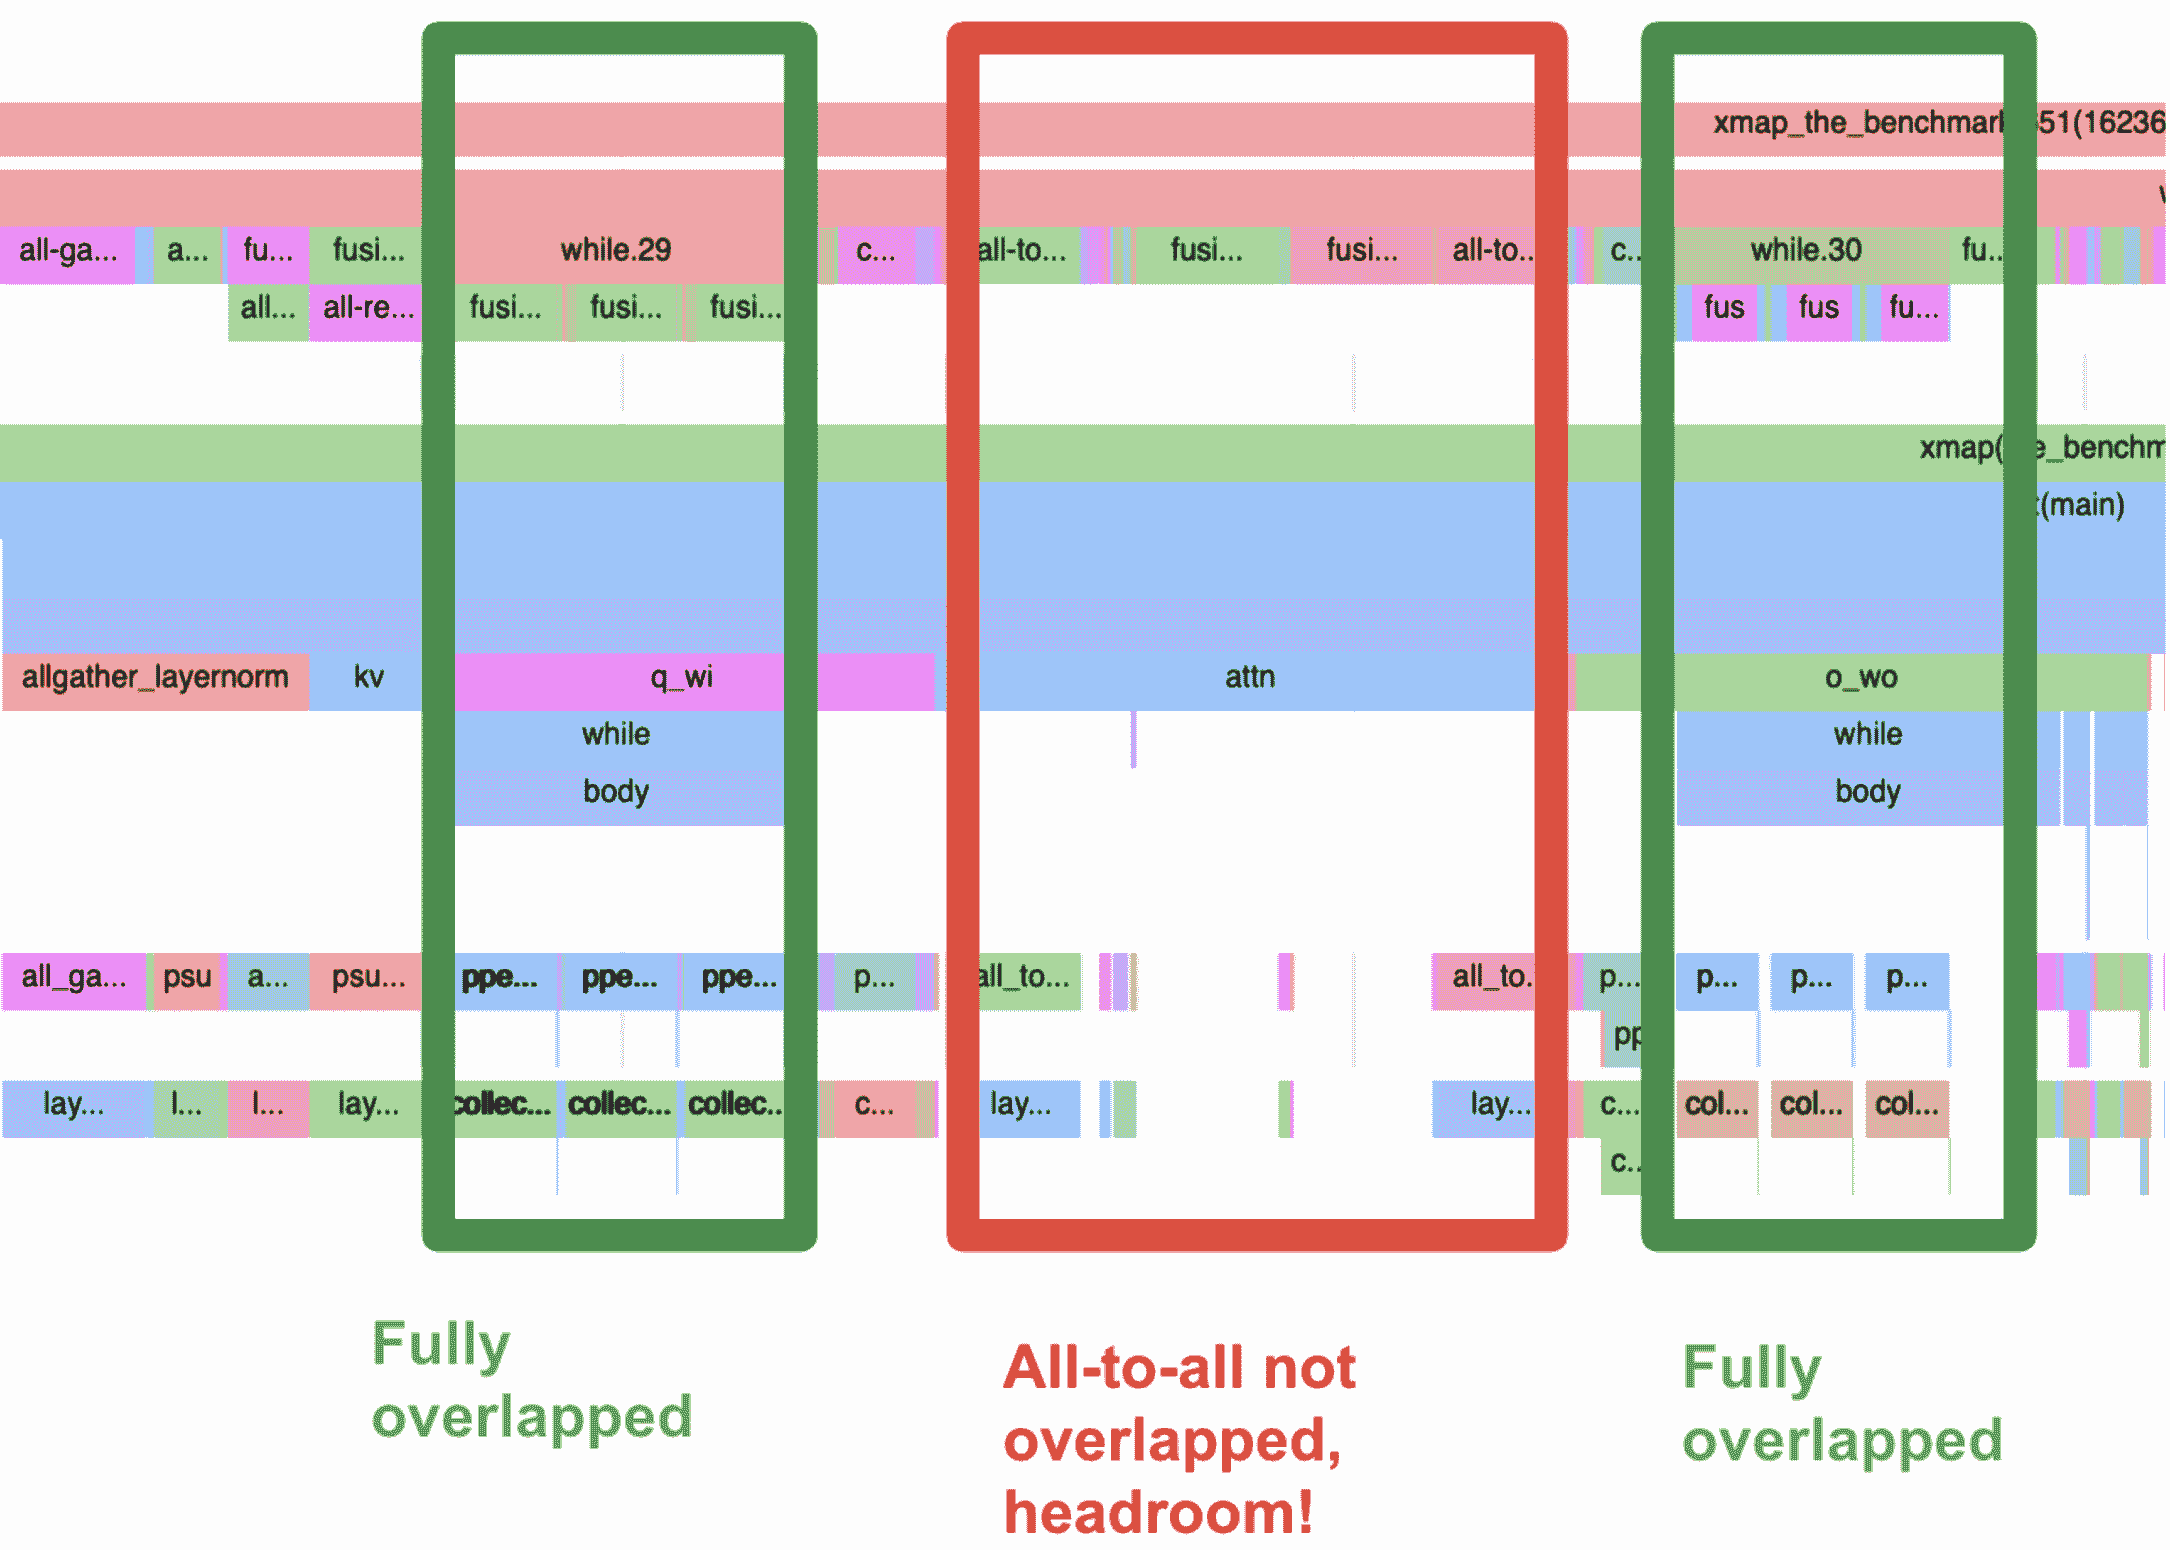 xmap_the_benchmark 51(16236
all-ga... a... fu... fusi... while.29 c... all-to... fusi... fusi... all-to.. c.. while.30 fu..
all... all-re... fusi... fusi... fusi... fus fus fu...
xmap( e_benchm
(main)
allgather_layernorm kv q_wi attn o_wo
while while
body body
all_ga... psu a... psu... ppe... ppe... ppe... p... all_to... all_to. p... p... p... p...
pp
lay... l... l... lay... collec... collec... collec.. c... lay... lay... c... col... col... col...
c..
Fully
overlapped
All-to-all not
overlapped,
headroom!
Fully
overlapped